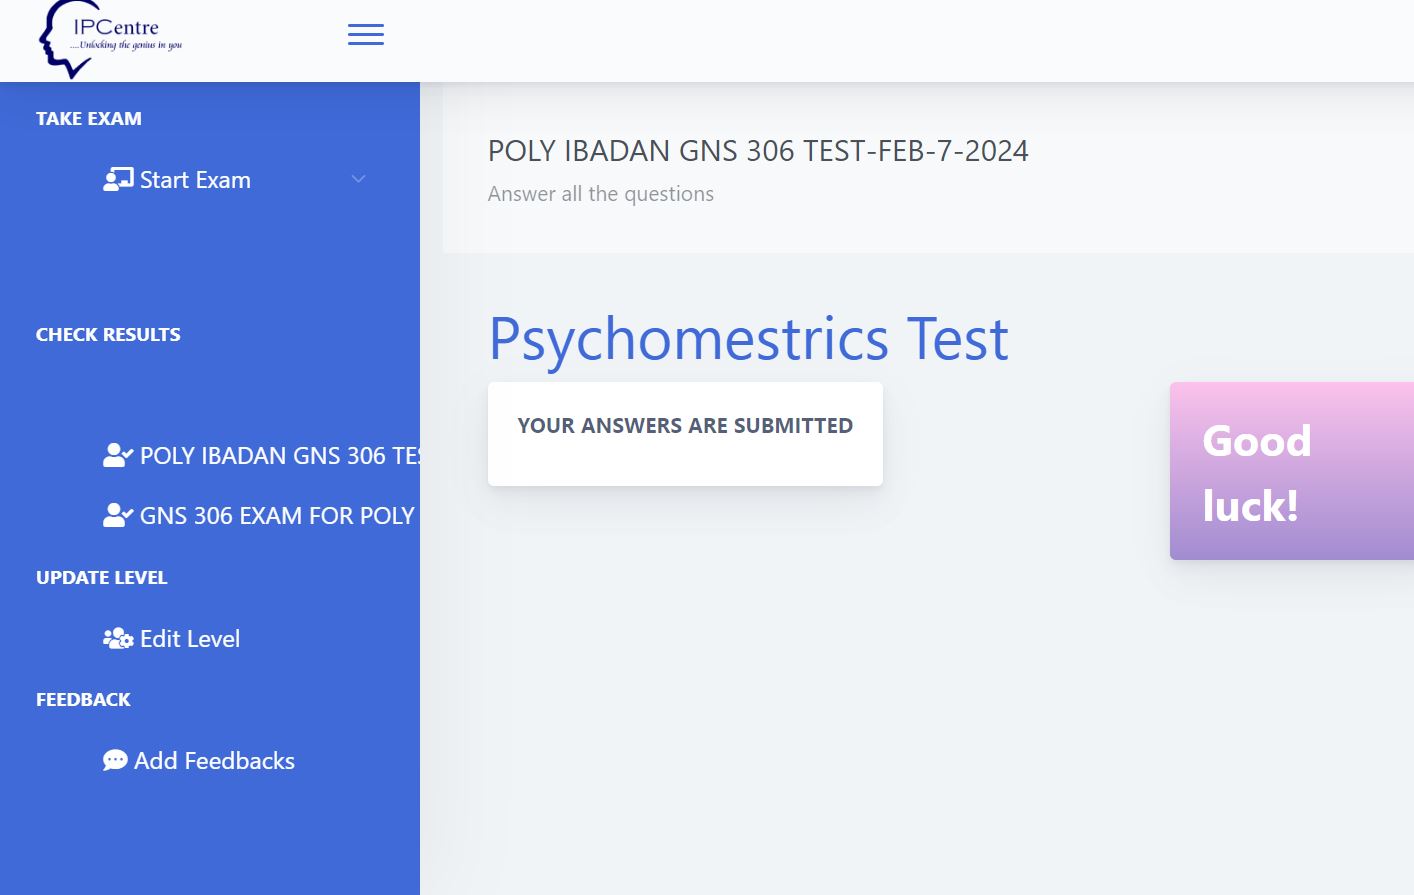 IPCentre
....Unlocking the genius in you
TAKE EXAM
Start Exam
CHECK RESULTS
POLY IBADAN GNS 306 TES
GNS 306 EXAM FOR POLY
UPDATE LEVEL
Edit Level
FEEDBACK
Add Feedbacks
POLY IBADAN GNS 306 TEST-FEB-7-2024
Answer all the questions
Psychomestrics Test
YOUR ANSWERS ARE SUBMITTED
Good
luck!